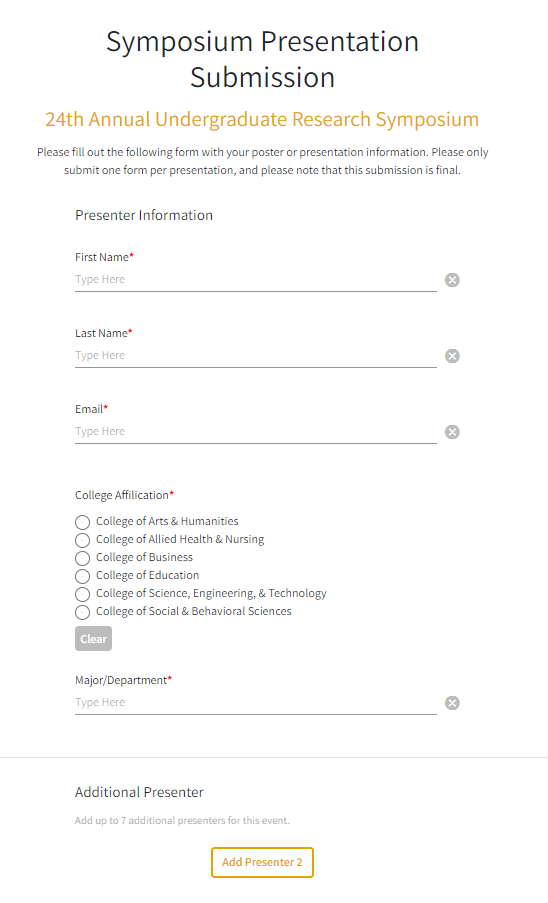 Symposium Presentation
Submission
24th Annual Undergraduate Research Symposium
Please fill out the following form with your poster or presentation information. Please only
submit one form per presentation, and please note that this submission is final.
Presenter Information
First Name*
Type Here
Last Name*
Type Here
Email*
Type Here
College Affilication*
College of Arts & Humanities
College of Allied Health & Nursing
College of Business
College of Education
College of Science, Engineering, & Technology
College of Social & Behavioral Sciences
Clear
Major/Department*
Type Here
Additional Presenter
Add up to 7 additional presenters for this event.
Add Presenter 2